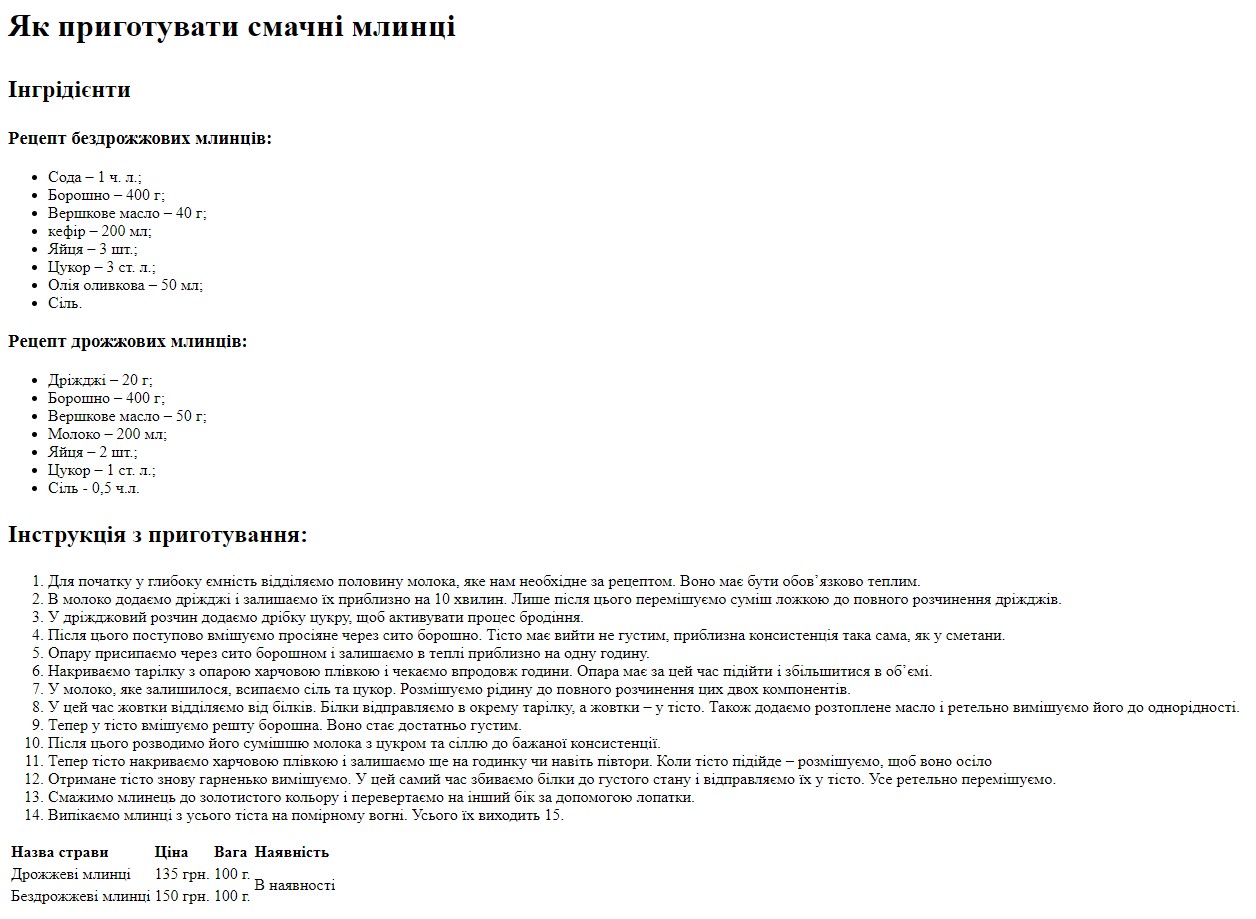 Як приготувати смачні млинці
Інгрідієнти
Рецепт бездрожжових млинців:
• Сода – 1 ч. л.;
• Борошно – 400 г;
• Вершкове масло – 40 г;
• кефір – 200 мл;
• Яйця – 3 шт.;
• Цукор – 3 ст. л.;
• Олія оливкова – 50 мл;
• Сіль.
Рецепт дрожжових млинців:
• Дріжджі – 20 г;
• Борошно – 400 г;
• Вершкове масло – 50 г;
• Молоко – 200 мл;
• Яйця – 2 шт.;
• Цукор – 1 ст. л.;
• Сіль - 0,5 ч.л.
Інструкція з приготування:
1. Для початку у глибоку ємність відділяємо половину молока, яке нам необхідне за рецептом. Воно має бути обов’язково теплим.
2. В молоко додаємо дріжджі і залишаємо їх приблизно на 10 хвилин. Лише після цього перемішуємо суміш ложкою до повного розчинення дріжджів.
3. У дріжджовий розчин додаємо дрібку цукру, щоб активувати процес бродіння.
4. Після цього поступово вмішуємо просіяне через сито борошно. Тісто має вийти не густим, приблизна консистенція така сама, як у сметани.
5. Опару присипаємо через сито борошном і залишаємо в теплі приблизно на одну годину.
6. Накриваємо тарілку з опарою харчовою плівкою і чекаємо впродовж години. Опара має за цей час підійти і збільшитися в об’ємі.
7. У молоко, яке залишилося, всипаємо сіль та цукор. Розмішуємо рідину до повного розчинення цих двох компонентів.
8. У цей час жовтки відділяємо від білків. Білки відправляємо в окрему тарілку, а жовтки – у тісто. Також додаємо розтоплене масло і ретельно вимішуємо його до однорідності.
9. Тепер у тісто вмішуємо решту борошна. Воно стає достатньо густим.
10. Після цього розводимо його сумішшю молока з цукром та сіллю до бажаної консистенції.
11. Тепер тісто накриваємо харчовою плівкою і залишаємо ще на годинку чи навіть півтори. Коли тісто підійде – розмішуємо, щоб воно осіло
12. Отримане тісто знову гарненько вимішуємо. У цей самий час збиваємо білки до густого стану і відправляємо їх у тісто. Усе ретельно перемішуємо.
13. Смажимо млинець до золотистого кольору і перевертаємо на інший бік за допомогою лопатки.
14. Випікаємо млинці з усього тіста на помірному вогні. Усього їх виходить 15.
Назва страви Ціна Вага Наявність
Дрожжеві млинці 135 грн. 100 г.
В наявності
Бездрожжеві млинці 150 грн. 100 г.